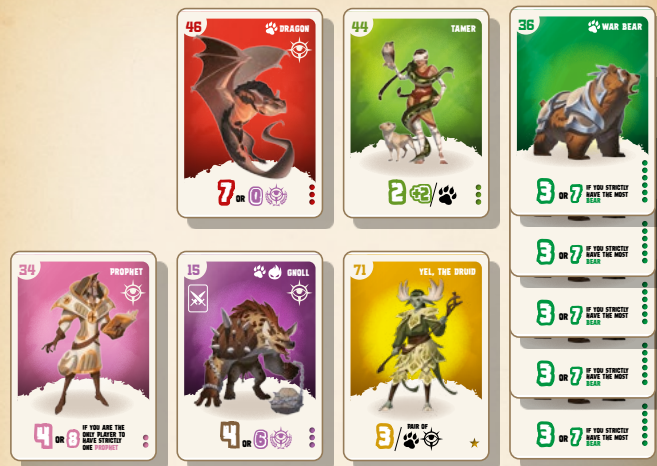 46 DRAGON
7 OR 0
44 TAMER
2 +2/
36 WAR BEAR
3 OR 7 IF YOU STRICTLY
HAVE THE MOST
BEAR
3 OR 7 IF YOU STRICTLY
HAVE THE MOST
BEAR
3 OR 7 IF YOU STRICTLY
HAVE THE MOST
BEAR
3 OR 7 IF YOU STRICTLY
HAVE THE MOST
BEAR
3 OR 7 IF YOU STRICTLY
HAVE THE MOST
BEAR
34 PROPHET
4 OR 8 IF YOU ARE THE
ONLY PLAYER TO
HAVE STRICTLY
ONE PROPHET
15 GNOLL
4 OR 6
71 YEL, THE DRUID
PAIR OF
3/